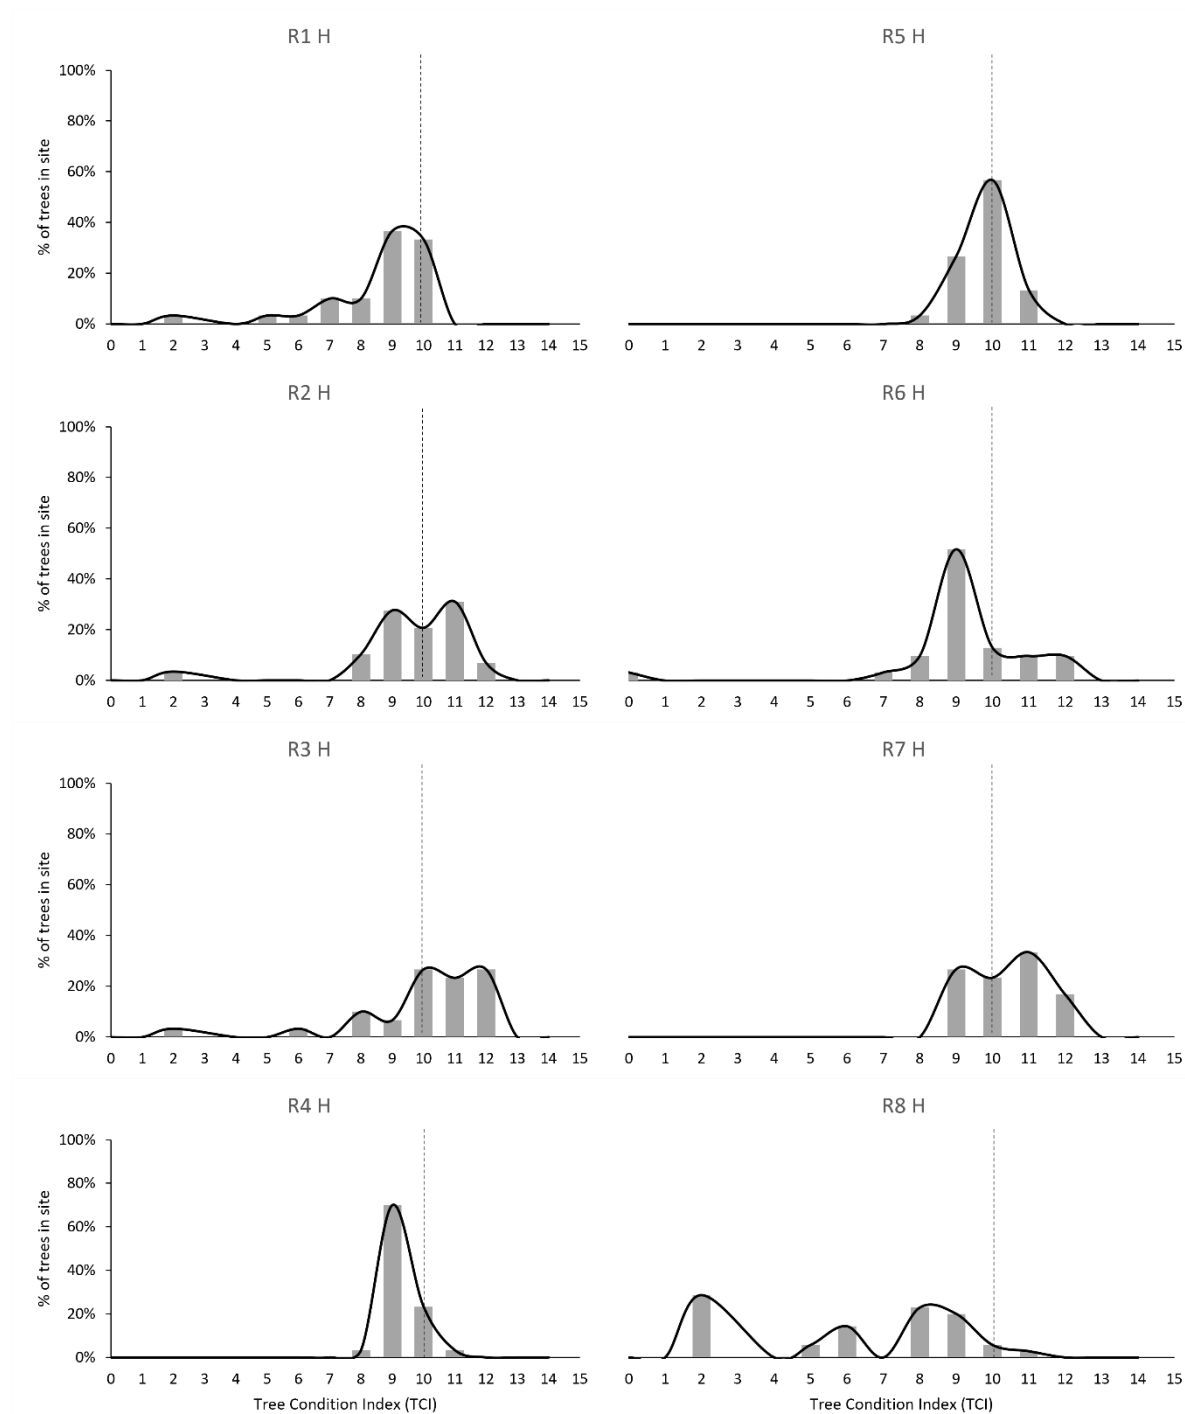 R1 H
100%
80%
60%
40%
20%
0%
% of trees in site
0 1 2 3 4 5 6 7 8 9 10 11 12 13 14 15
R5 H
0 1 2 3 4 5 6 7 8 9 10 11 12 13 14 15
R2 H
100%
80%
60%
40%
20%
0%
% of trees in site
0 1 2 3 4 5 6 7 8 9 10 11 12 13 14 15
R6 H
0 1 2 3 4 5 6 7 8 9 10 11 12 13 14 15
R3 H
100%
80%
60%
40%
20%
0%
% of trees in site
0 1 2 3 4 5 6 7 8 9 10 11 12 13 14 15
R7 H
0 1 2 3 4 5 6 7 8 9 10 11 12 13 14 15
R4 H
100%
80%
60%
40%
20%
0%
% of trees in site
0 1 2 3 4 5 6 7 8 9 10 11 12 13 14 15
Tree Condition Index (TCI)
R8 H
0 1 2 3 4 5 6 7 8 9 10 11 12 13 14 15
Tree Condition Index (TCI)